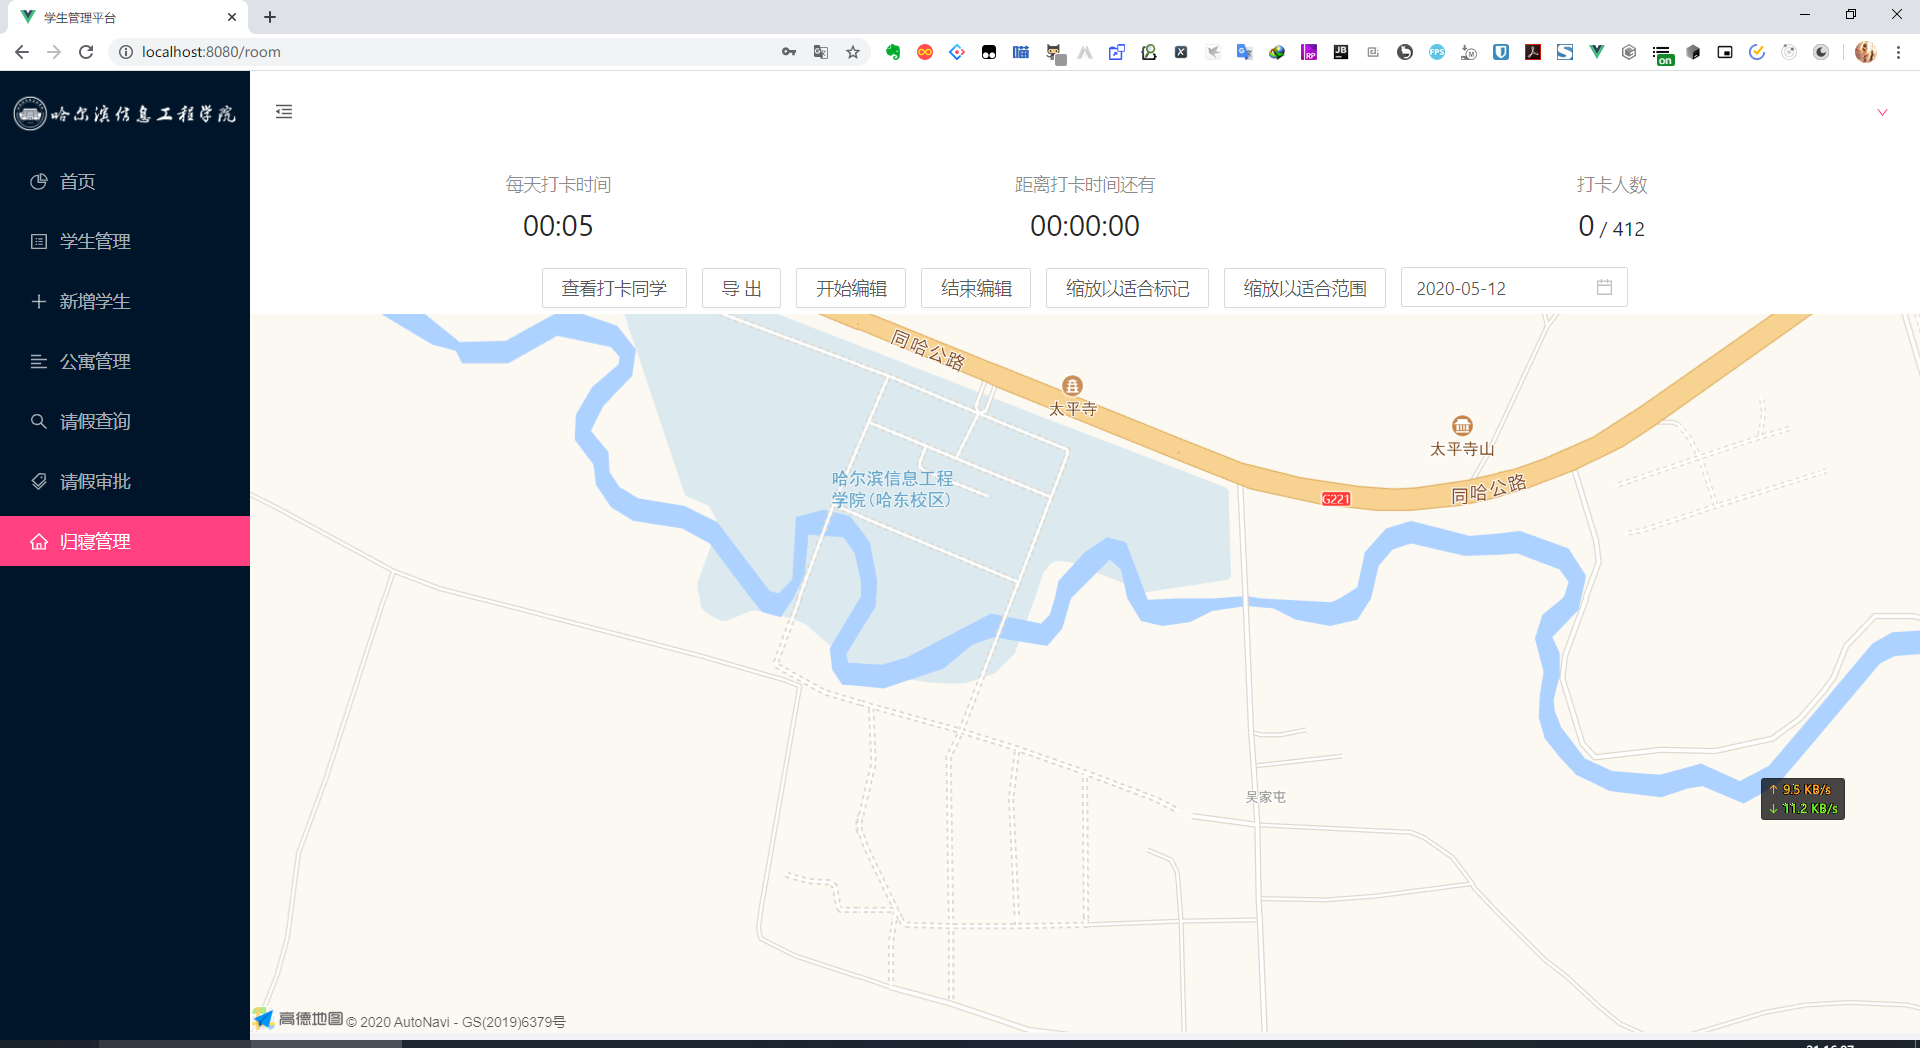 学生管理平台
localhost:8080/room
on
哈尔滨信息工程学院
首页
学生管理
新增学生
公寓管理
请假查询
请假审批
归寝管理
每天打卡时间
00:05
距离打卡时间还有
00:00:00
打卡人数
0 / 412
查看打卡同学
导 出
开始编辑
结束编辑
缩放以适合标记
缩放以适合范围
2020-05-12
同哈公路
太平寺
太平寺山
哈尔滨信息工程
学院(哈东校区)
G221
同哈公路
吴家屯
↑ 9.5 KB/s
↓ 11.2 KB/s
高德地图 © 2020 AutoNavi - GS(2019)6379号